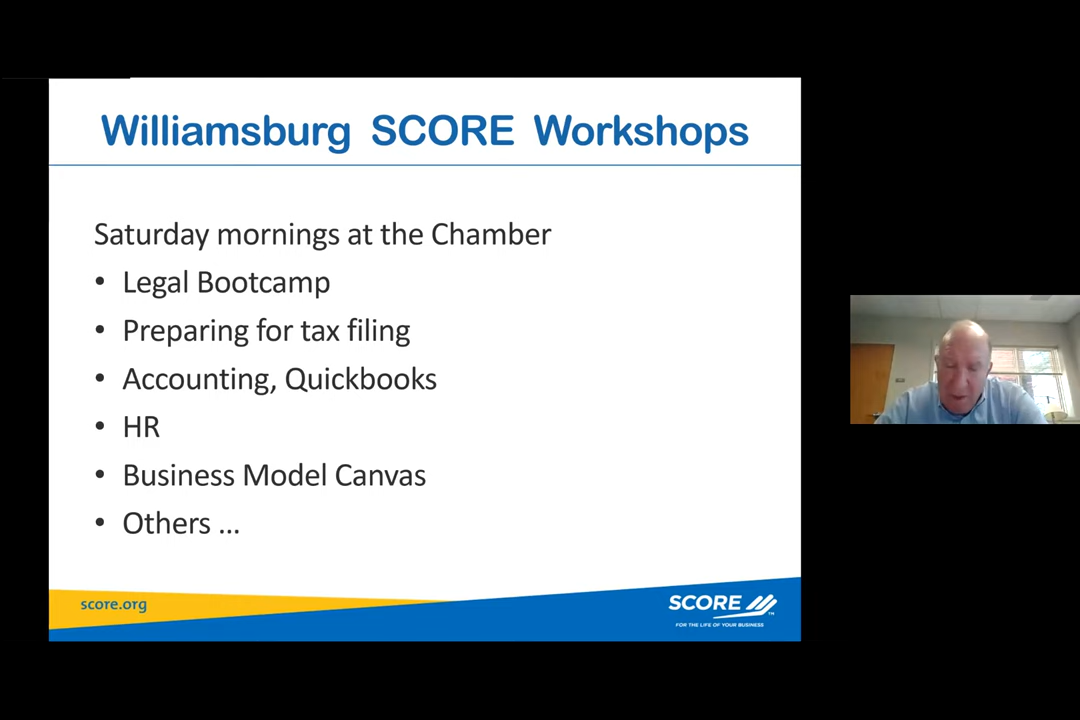 Williamsburg SCORE Workshops
Saturday mornings at the Chamber
• Legal Bootcamp
• Preparing for tax filing
• Accounting, Quickbooks
• HR
• Business Model Canvas
• Others ...
score.org
SCORE
TM
FOR THE LIFE OF YOUR BUSINESS